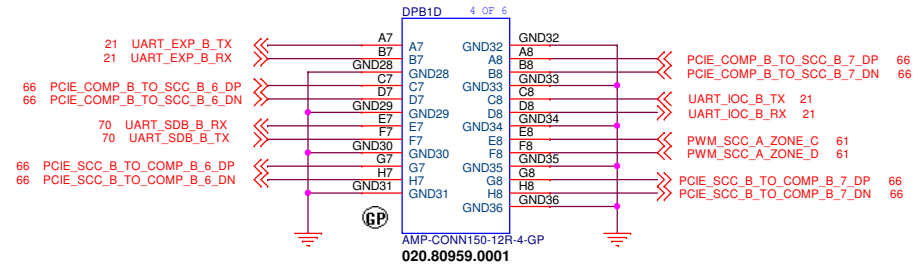 DPB1D 4 OF 6
A7 A7 GND32 GND32
21 UART_EXP_B_TX
B7 B7 A8 A8
21 UART_EXP_B_RX
PCIE_COMP_B_TO_SCC_B_7_DP 66
GND28 GND28 B8 B8
PCIE_COMP_B_TO_SCC_B_7_DN 66
C7 C7 GND33 GND33
66 PCIE_COMP_B_TO_SCC_B_6_DP
D7 D7 C8 C8
66 PCIE_COMP_B_TO_SCC_B_6_DN
UART_IOC_B_TX 21
GND29 GND29 D8 D8
UART_IOC_B_RX 21
E7 E7 GND34 GND34
70 UART_SDB_B_RX
F7 F7 E8 E8
70 UART_SDB_B_TX
PWM_SCC_A_ZONE_C 61
GND30 GND30 F8 F8
PWM_SCC_A_ZONE_D 61
G7 G7 GND35 GND35
66 PCIE_SCC_B_TO_COMP_B_6_DP
H7 H7 G8 G8
66 PCIE_SCC_B_TO_COMP_B_6_DN
PCIE_SCC_B_TO_COMP_B_7_DP 66
GND31 GND31 H8 H8
PCIE_SCC_B_TO_COMP_B_7_DN 66
GND36 GND36
GP
AMP-CONN150-12R-4-GP
020.80959.0001